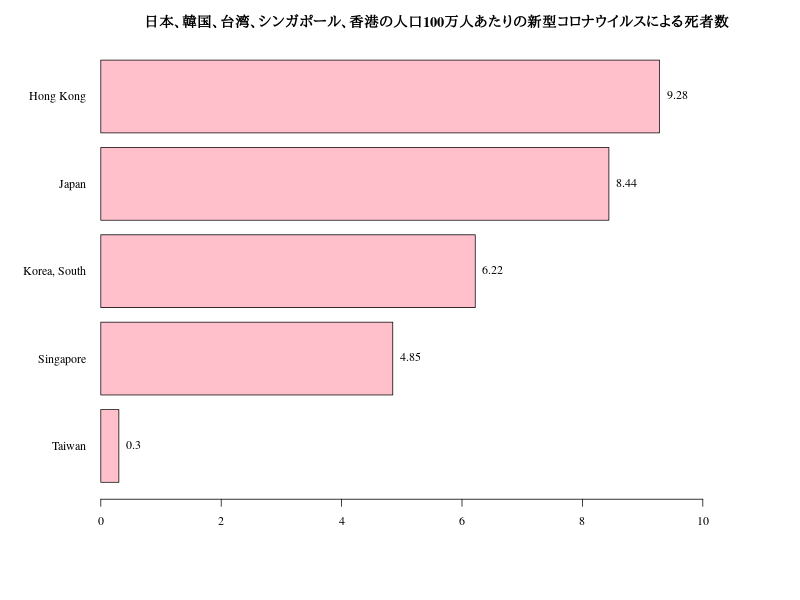 日本、韓国、台湾、シンガポール、香港の人口100万人あたりの新型コロナウイルスによる死者数
Hong Kong
9.28
Japan
8.44
Korea, South
6.22
Singapore
4.85
Taiwan
0.3
0 2 4 6 8 10